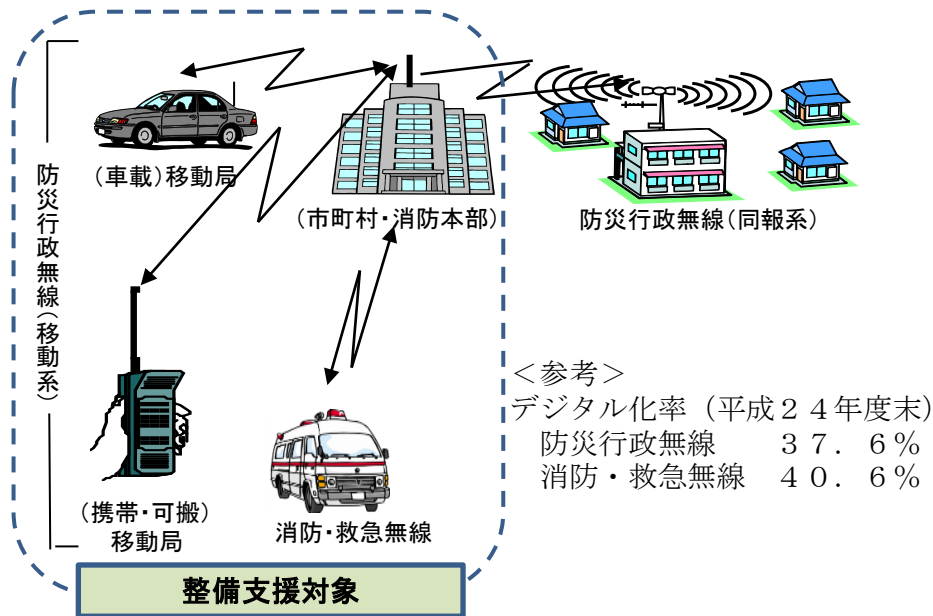 防災行政無線(移動系)
(車載)移動局
(市町村・消防本部)
防災行政無線(同報系)
(携帯・可搬)
移動局
消防・救急無線
<参考>
デジタル化率(平成24年度末)
防災行政無線 37.6%
消防・救急無線 40.6%
整備支援対象